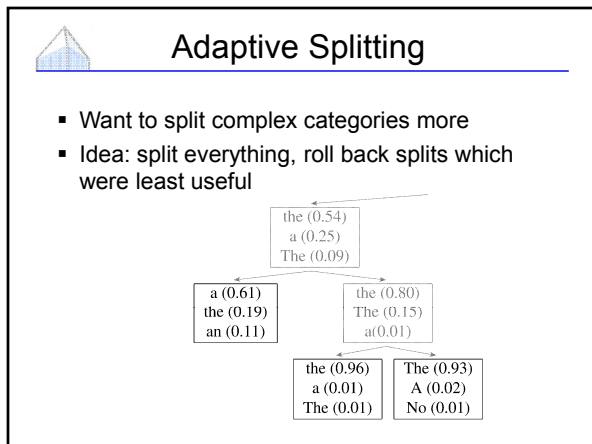 Adaptive Splitting
▪ Want to split complex categories more
▪ Idea: split everything, roll back splits which
were least useful
the (0.54)
a (0.25)
The (0.09)
a (0.61)
the (0.19)
an (0.11)
the (0.80)
The (0.15)
a(0.01)
the (0.96)
a (0.01)
The (0.01)
The (0.93)
A (0.02)
No (0.01)